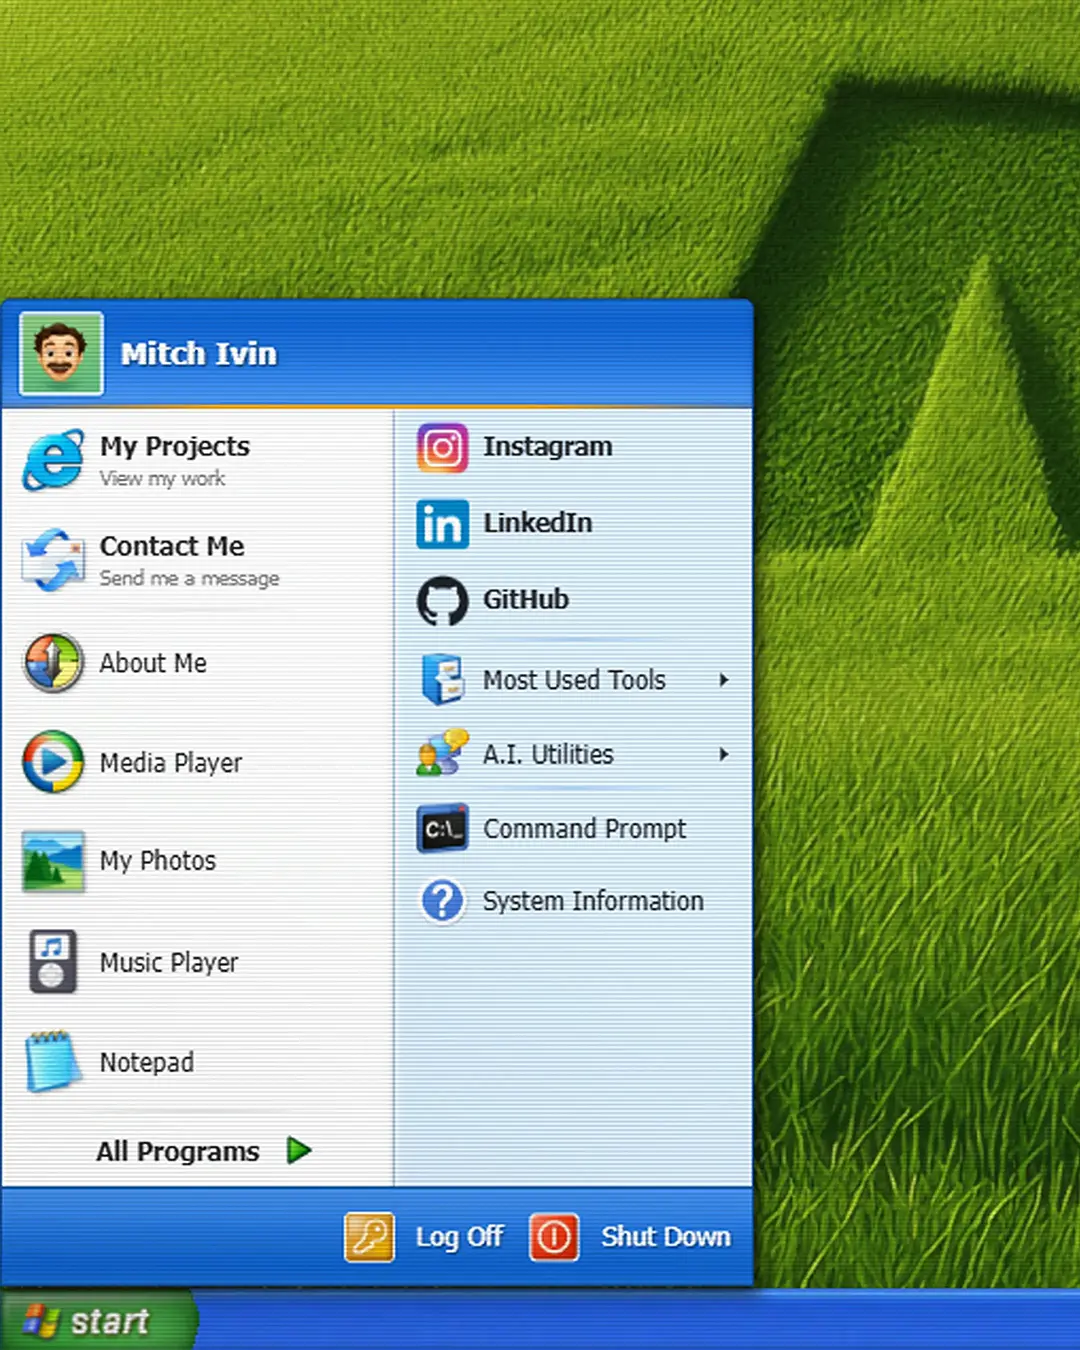 Mitch Ivin
My Projects
View my work
Contact Me
Send me a message
About Me
Media Player
My Photos
Music Player
Notepad
All Programs
Instagram
in
LinkedIn
GitHub
Most Used Tools
A.I. Utilities
C:\_
Command Prompt
?
System Information
Log Off
Shut Down
start